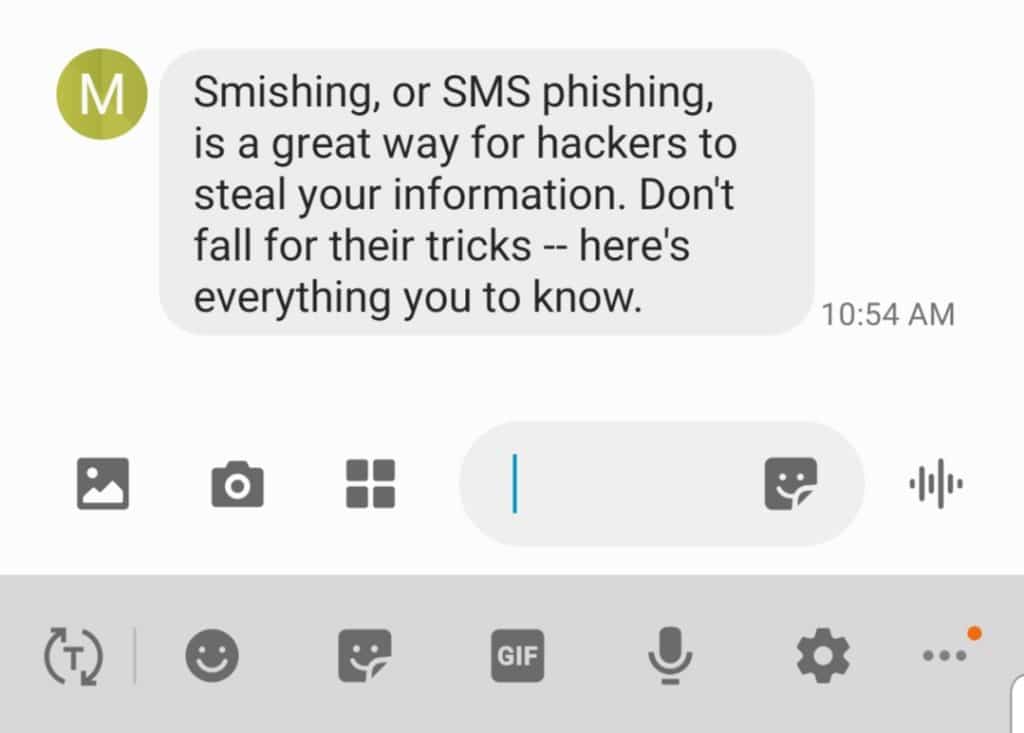 M
Smishing, or SMS phishing,
is a great way for hackers to
steal your information. Don't
fall for their tricks -- here's
everything you to know.
10:54 AM
T
GIF